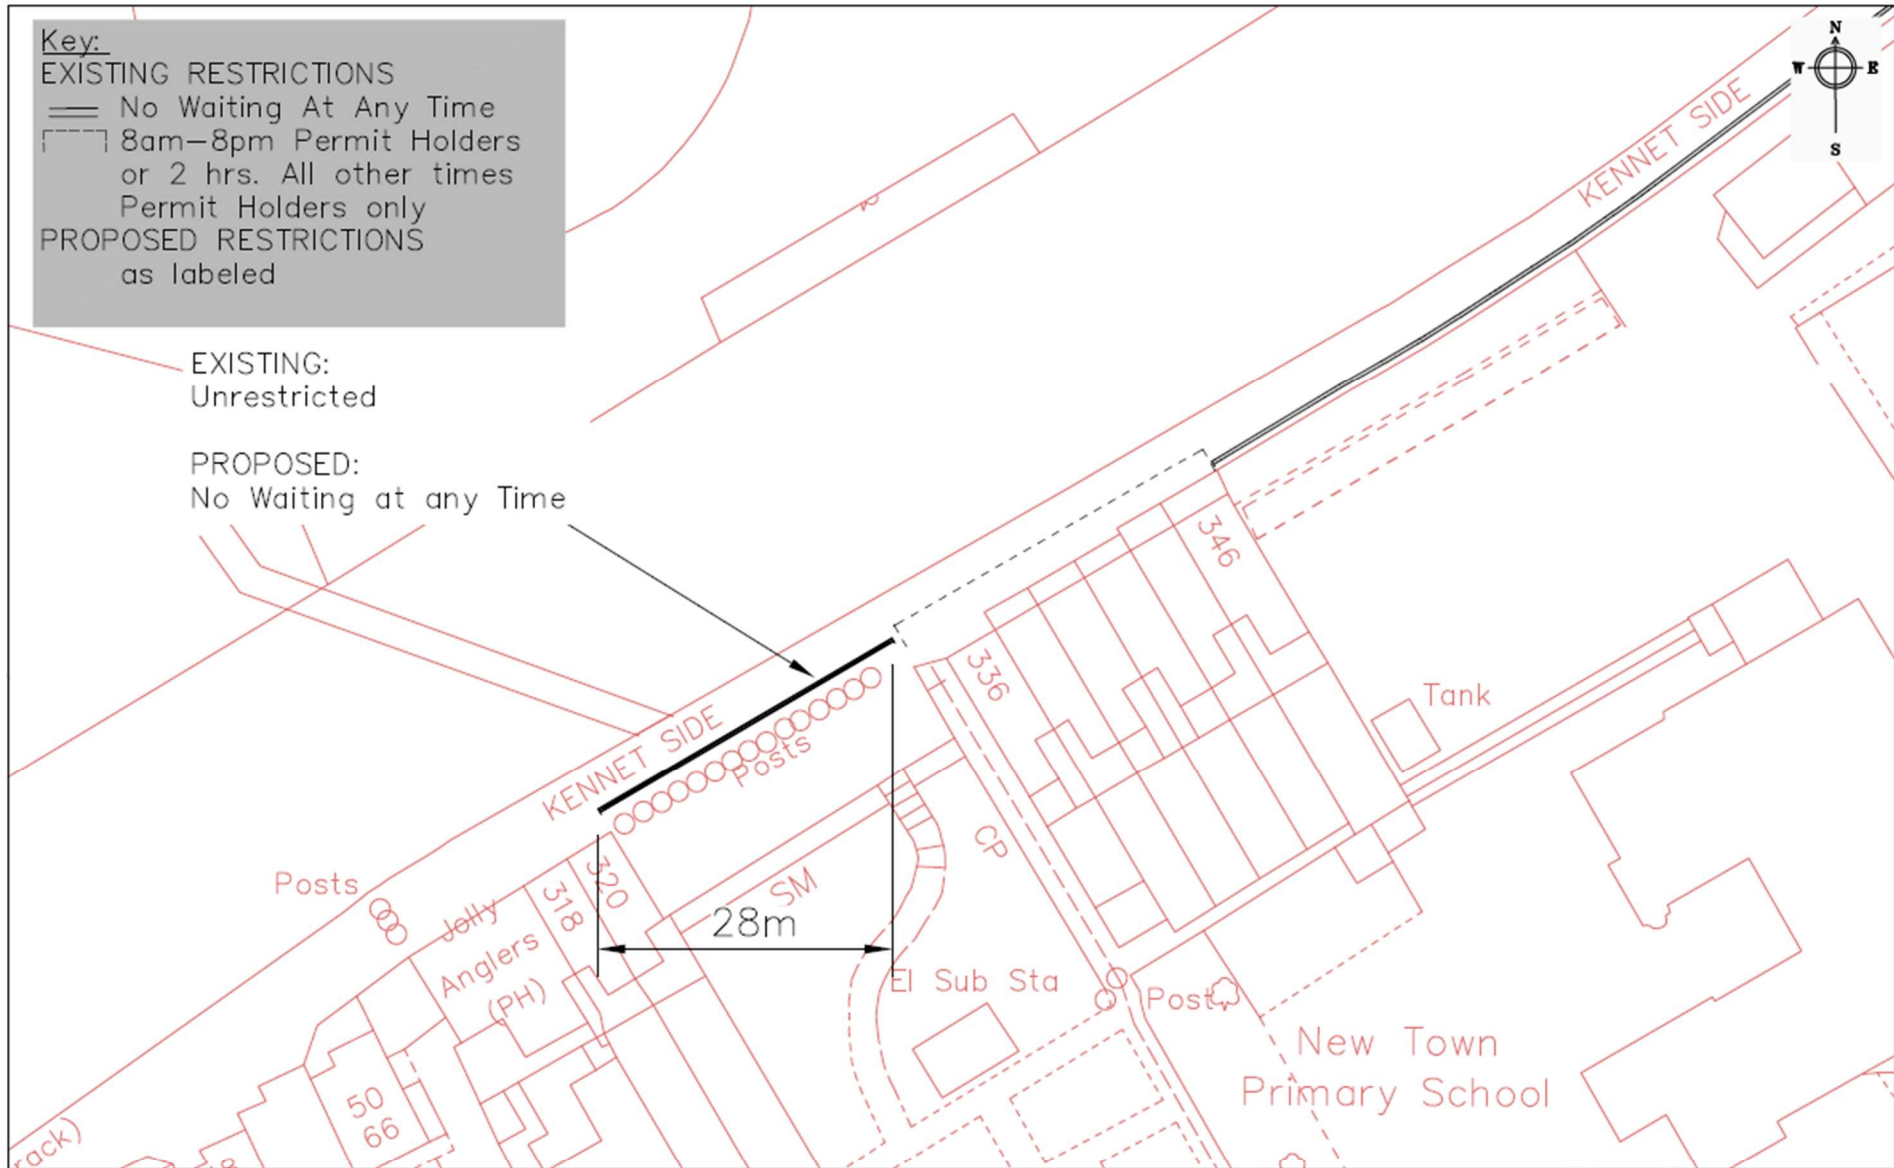 Key:
EXISTING RESTRICTIONS
No Waiting At Any Time
8am-8pm Permit Holders
or 2 hrs. All other times
Permit Holders only
PROPOSED RESTRICTIONS
as labeled
N
W E
S
KENNET SIDE
EXISTING:
Unrestricted
PROPOSED:
No Waiting at any Time
346
336
Tank
KENNET SIDE
Posts
CP
Posts
320
318
SM
Jolly
Anglers
(PH)
28m
El Sub Sta
Post
New Town
Primary School
50
66
rack)